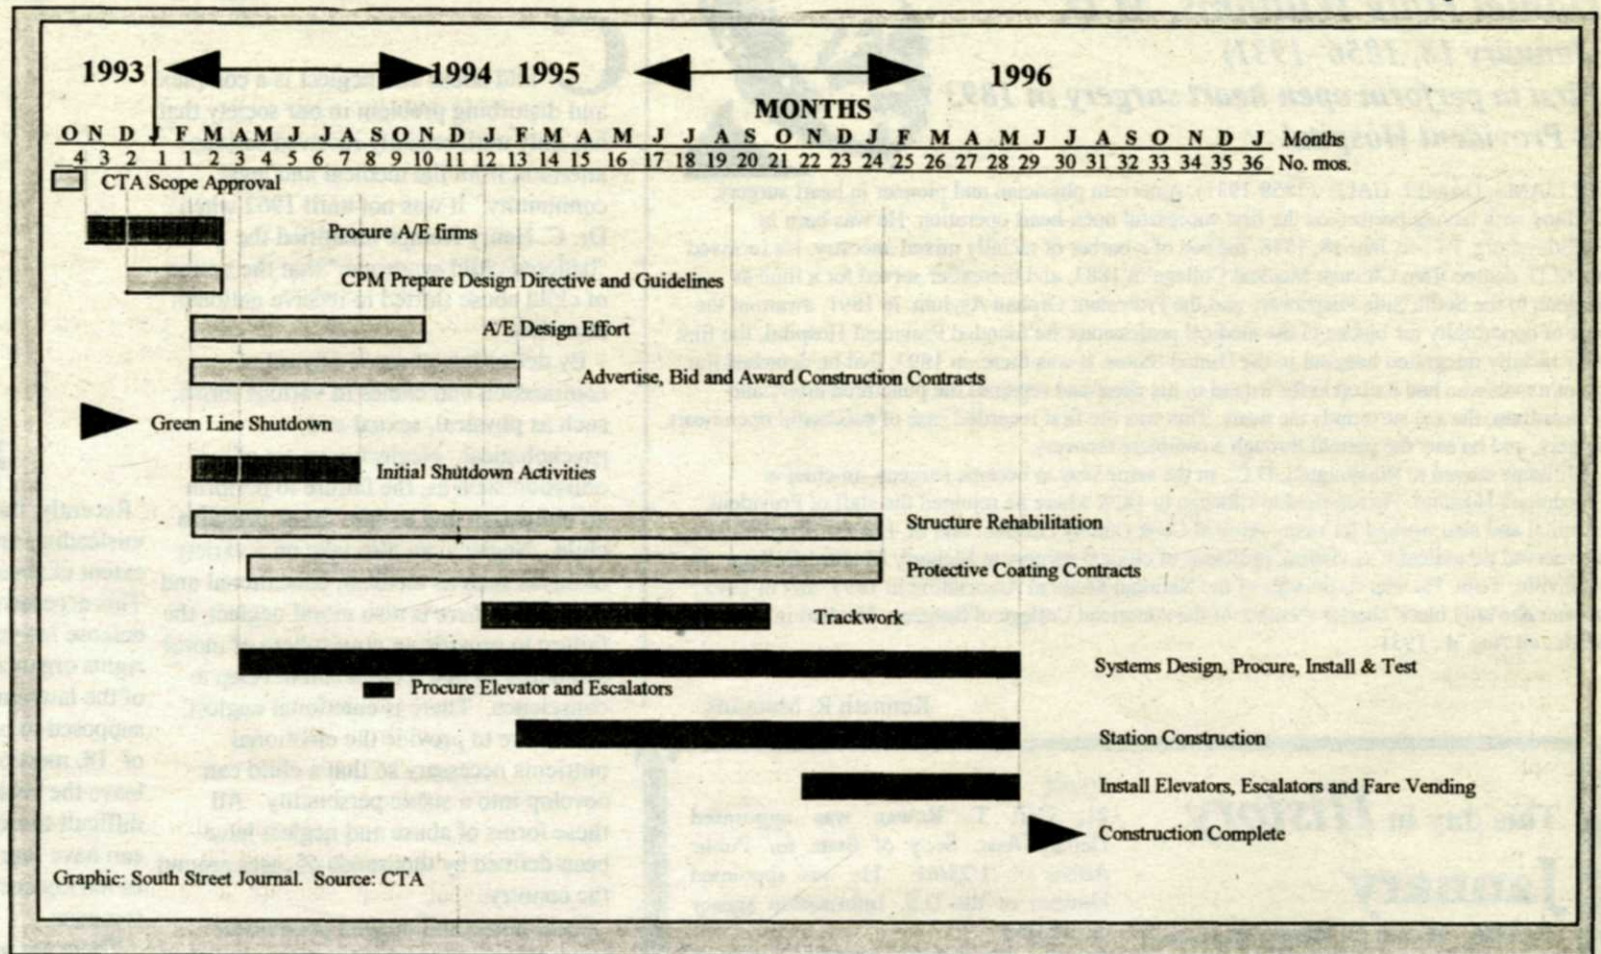 1993 1994 1995 1996
MONTHS
O N D J F M A M J J A S O N D J F M A M J J A S O N D J F M A M J J A S O N D J Months
4 3 2 1 1 2 3 4 5 6 7 8 9 10 11 12 13 14 15 16 17 18 19 20 21 22 23 24 25 26 27 28 29 30 31 32 33 34 35 36 No. mos.
CTA Scope Approval
Procure A/E firms
CPM Prepare Design Directive and Guidelines
A/E Design Effort
Advertise, Bid and Award Construction Contracts
Green Line Shutdown
Initial Shutdown Activities
Structure Rehabilitation
Protective Coating Contracts
Trackwork
Systems Design, Procure, Install & Test
Procure Elevator and Escalators
Station Construction
Install Elevators, Escalators and Fare Vending
Construction Complete
Graphic: South Street Journal. Source: CTA